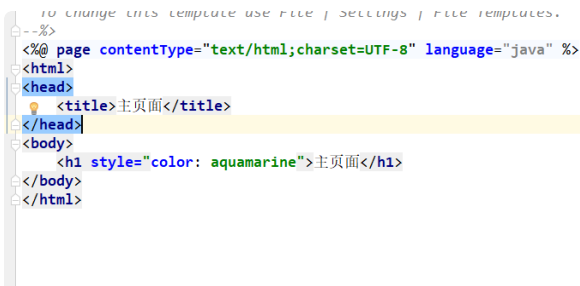 To change this template use File | Settings | File Templates.
--%>
<%@ page contentType="text/html;charset=UTF-8" language="java" %>
<html>
<head>
    <title>主页面</title>
</head>
<body>
    <h1 style="color: aquamarine">主页面</h1>
</body>
</html>